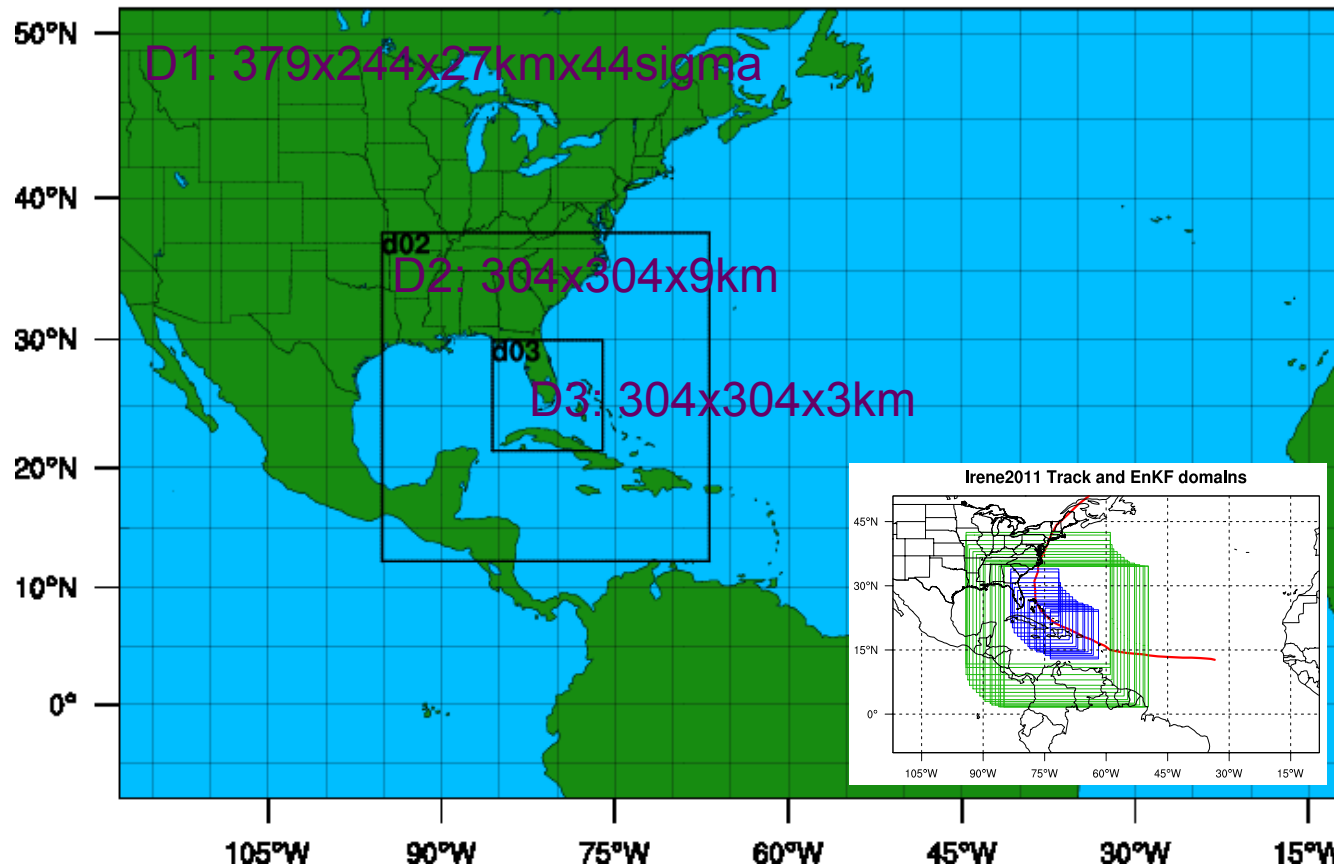 50°N
D1: 379x244x27kmx44sigma
40°N
d02
D2: 304x304x9km
30°N
d03
D3: 304x304x3km
20°N
10°N
0°
105°W 90°W 75°W 60°W 45°W 30°W 15°W
Irene2011 Track and EnKF domains
45°N
30°N
15°N
0°
105°W 90°W 75°W 60°W 45°W 30°W 15°W